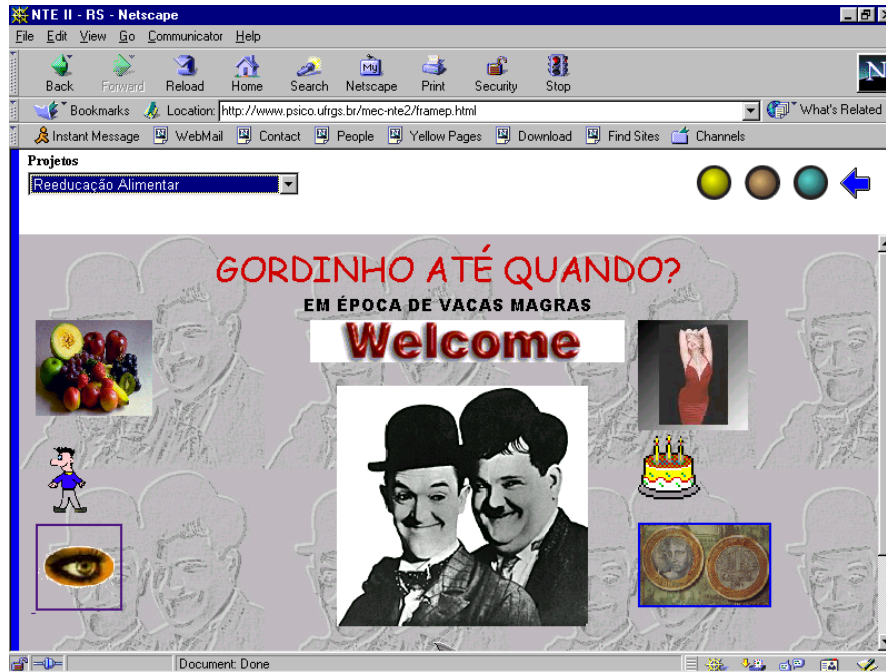 NTE II - RS - Netscape
File Edit View Go Communicator Help
Back Forward Reload Home Search Netscape Print Security Stop
Bookmarks Location: http://www.psico.ufrgs.br/mec-nte2/framep.html What's Related
Instant Message WebMail Contact People Yellow Pages Download Find Sites Channels
Projetos
Reeducação Alimentar
GORDINHO ATÉ QUANDO?
EM ÉPOCA DE VACAS MAGRAS
Welcome
Document: Done